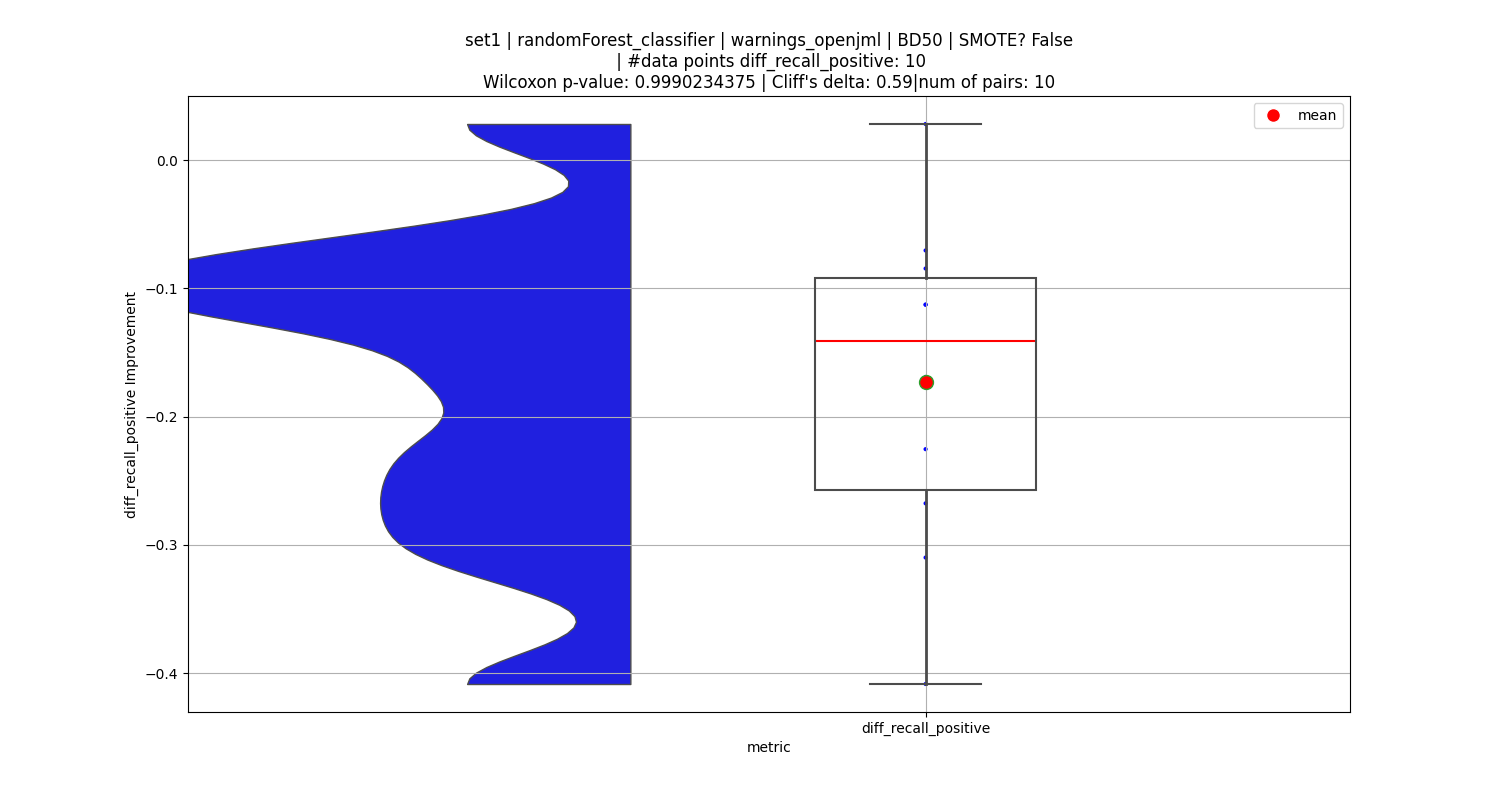 set1 | randomForest_classifier | warnings_openjml | BD50 | SMOTE? False
| #data points diff_recall_positive: 10
Wilcoxon p-value: 0.9990234375 | Cliff's delta: 0.59|num of pairs: 10
mean
0.0
−0.1
−0.2
−0.3
−0.4
diff_recall_positive Improvement
diff_recall_positive
metric